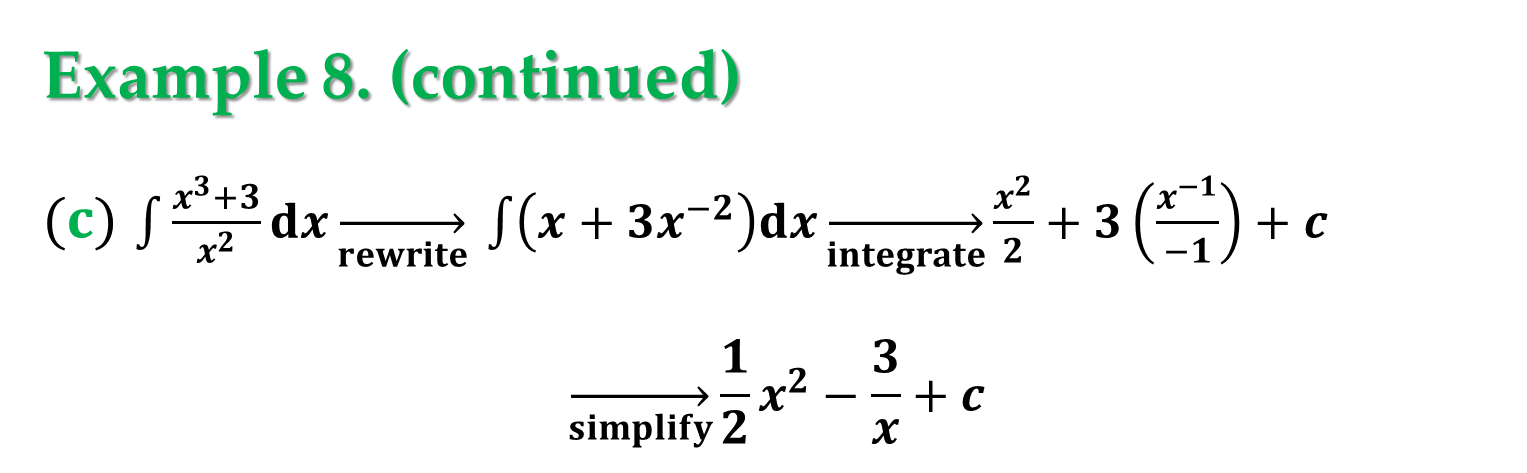 Example 8. (continued)
(c) ∫ (x³+3)/x² dx ⟶ rewrite ∫(x + 3x⁻²)dx ⟶ integrate x²/2 + 3(x⁻¹/−1) + c
⟶ simplify 1/2 x² − 3/x + c